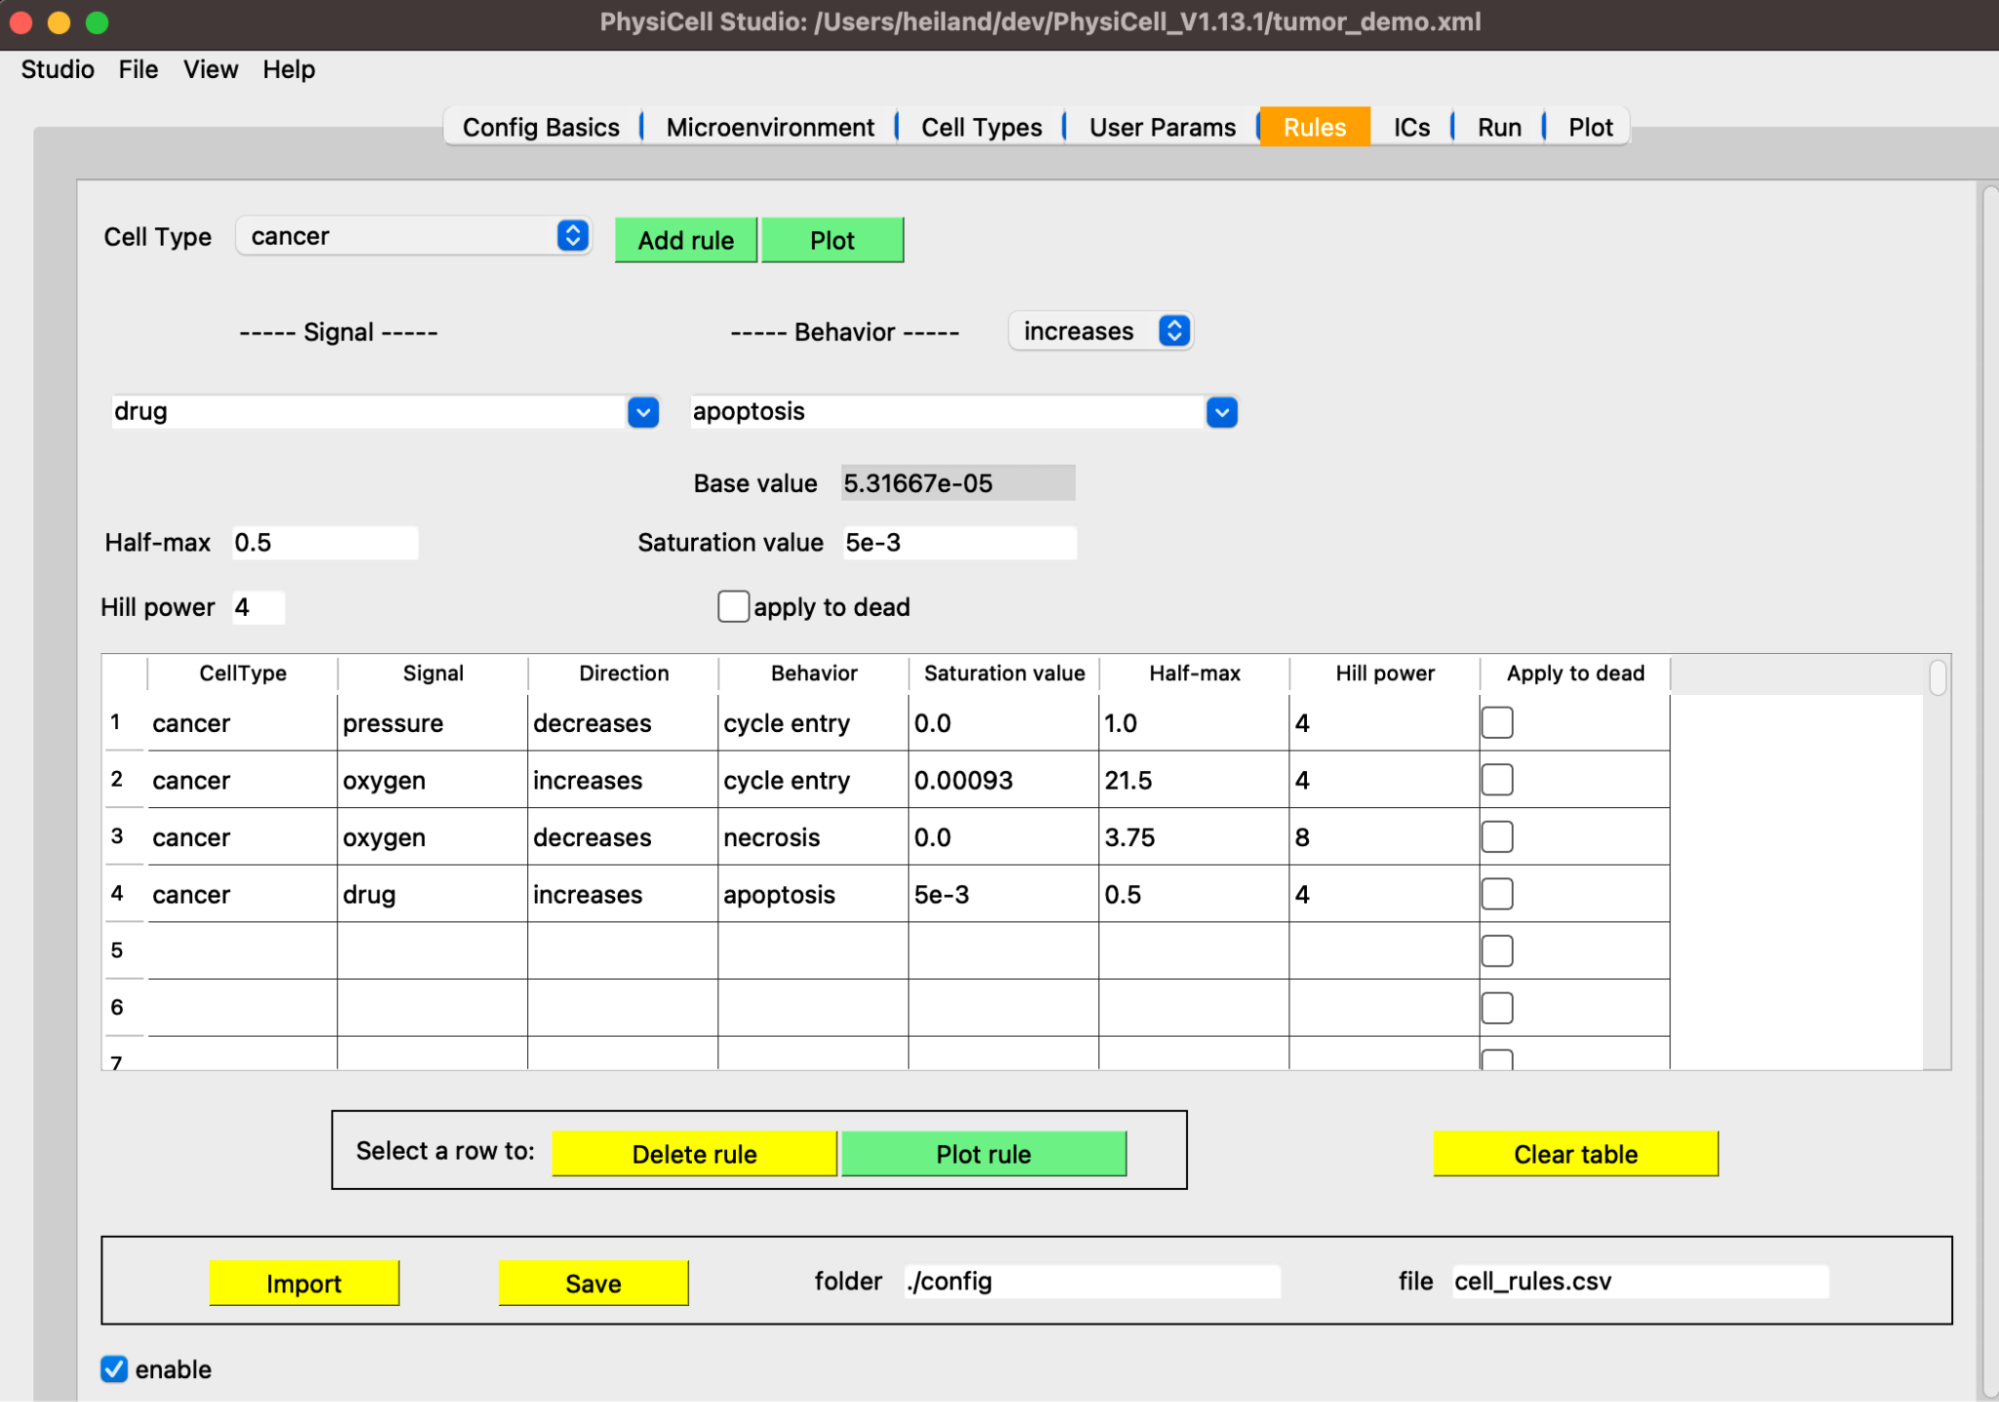 PhysiCell Studio: /Users/heiland/dev/PhysiCell_V1.13.1/tumor_demo.xml
Studio File View Help
Config Basics Microenvironment Cell Types User Params Rules ICs Run Plot
Cell Type cancer Add rule Plot
----- Signal ----- ----- Behavior ----- increases
drug apoptosis
Base value 5.31667e-05
Half-max 0.5 Saturation value 5e-3
Hill power 4 apply to dead
CellType Signal Direction Behavior Saturation value Half-max Hill power Apply to dead
1 cancer pressure decreases cycle entry 0.0 1.0 4
2 cancer oxygen increases cycle entry 0.00093 21.5 4
3 cancer oxygen decreases necrosis 0.0 3.75 8
4 cancer drug increases apoptosis 5e-3 0.5 4
5
6
7
Select a row to: Delete rule Plot rule Clear table
Import Save folder ./config file cell_rules.csv
enable